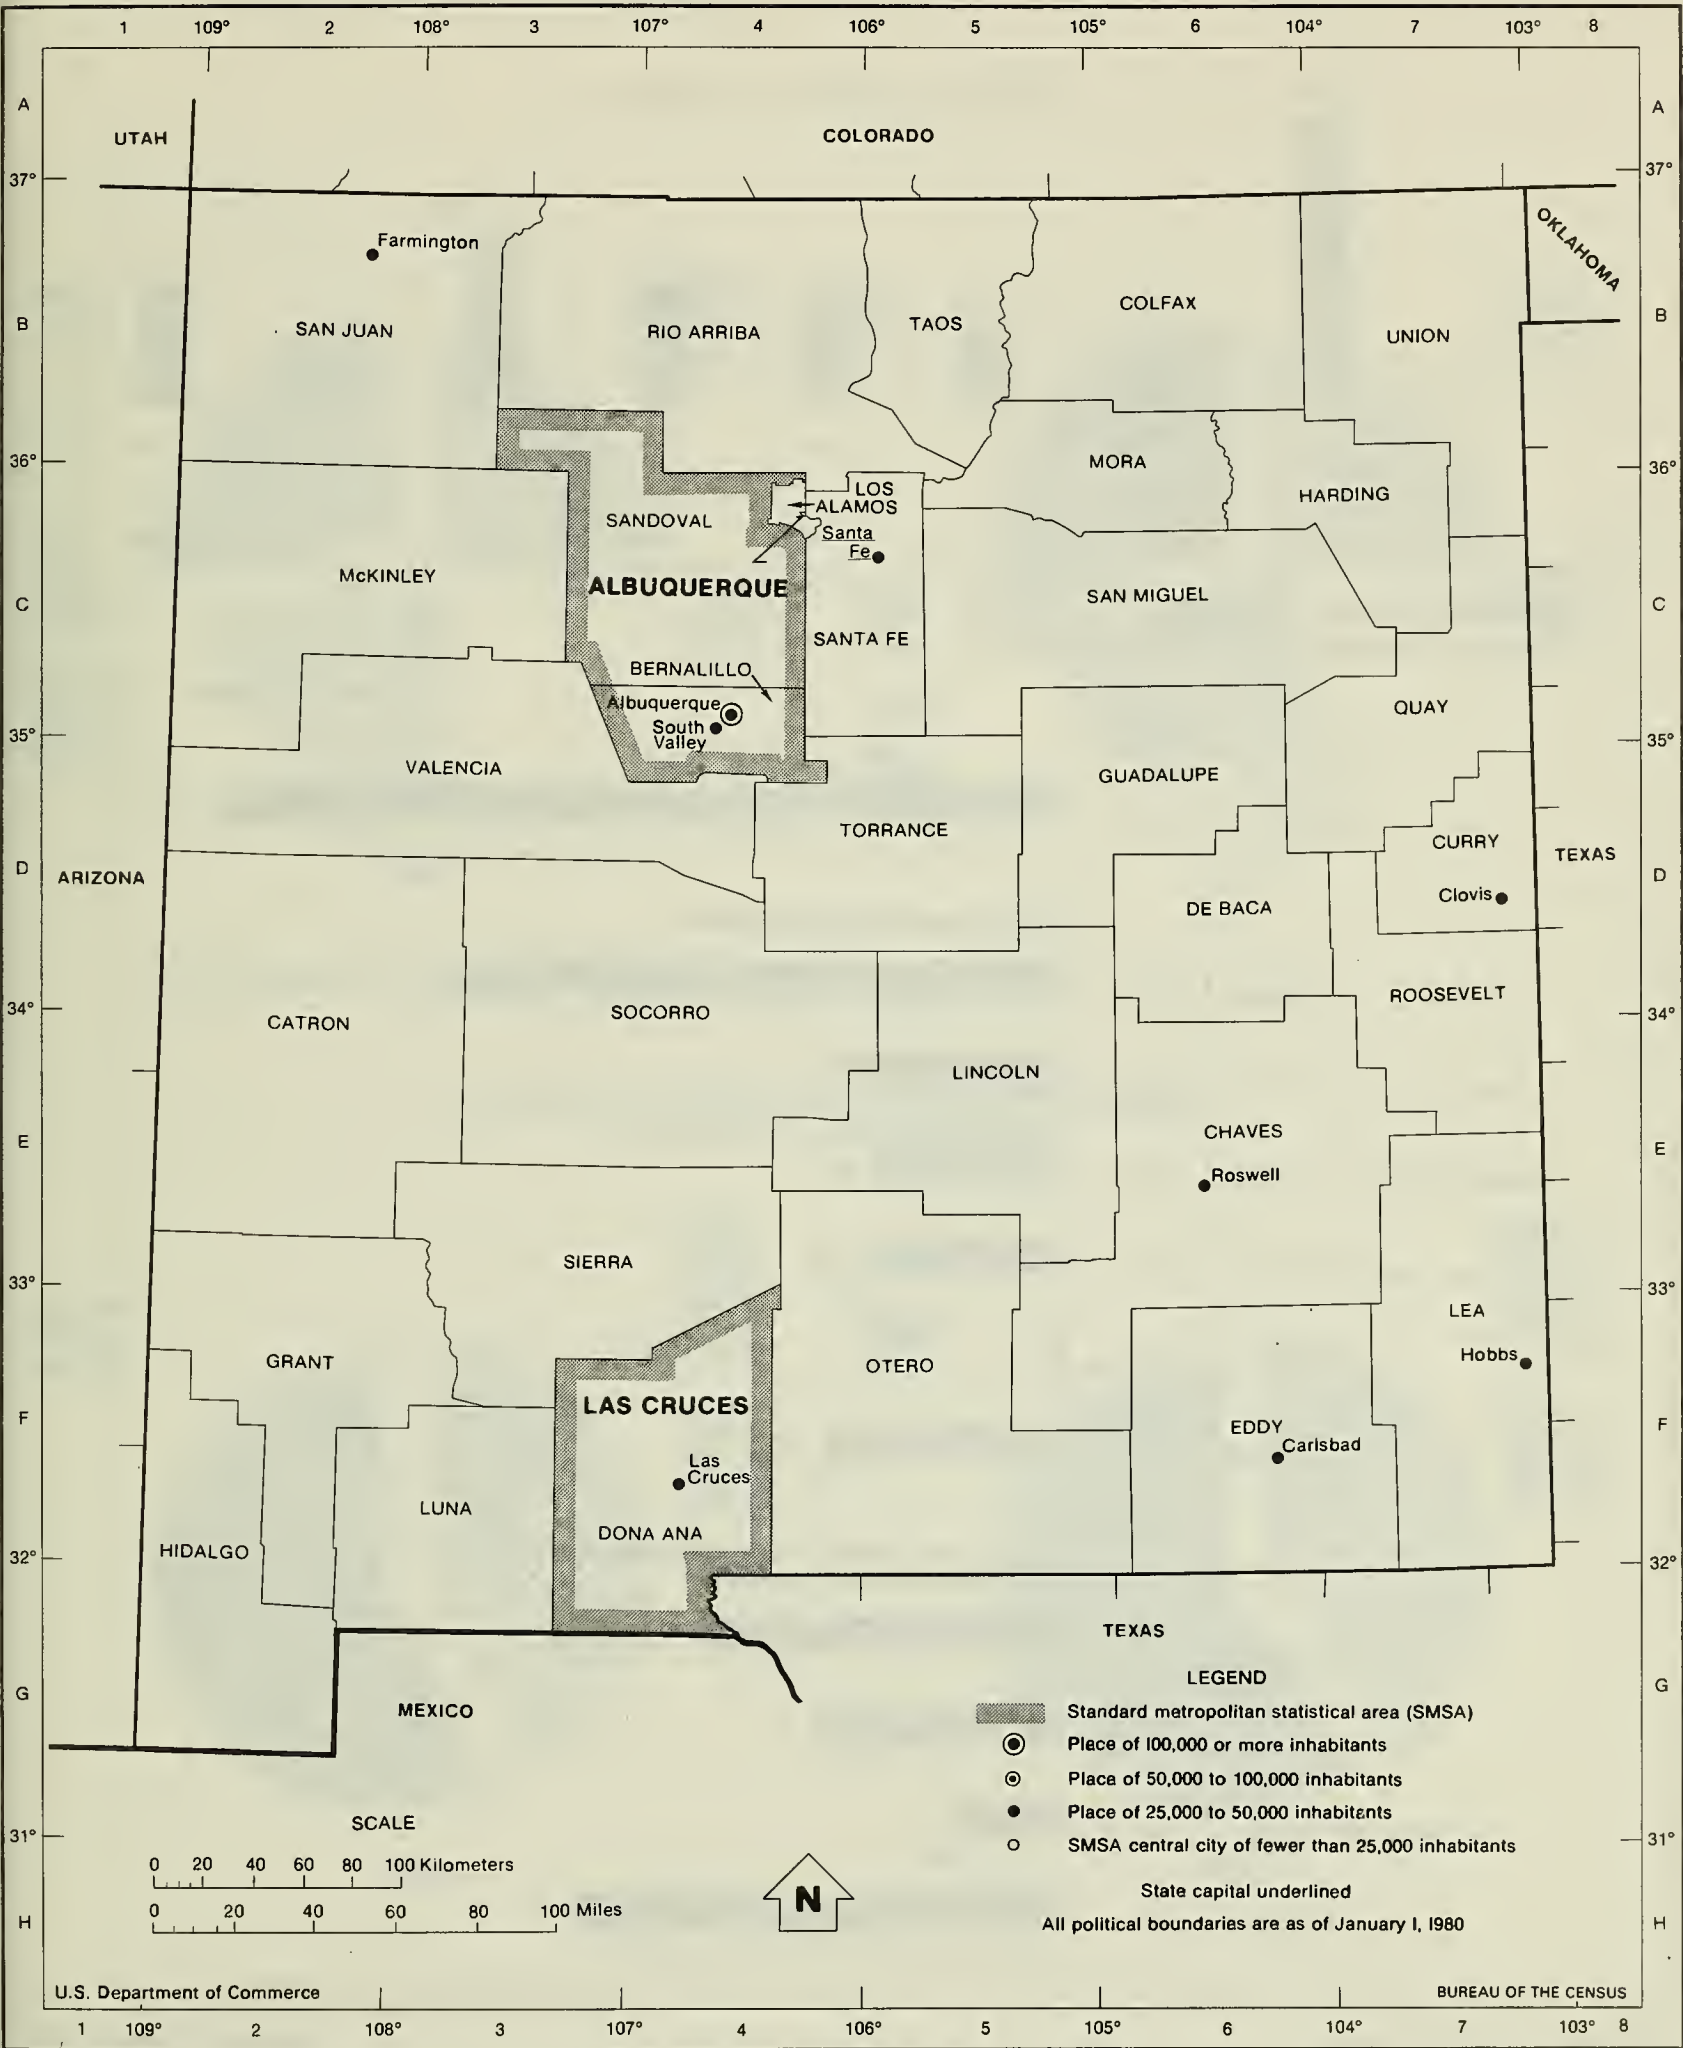 1 109° 2 108° 3 107° 4 106° 5 105° 6 104° 7 103° 8
A
A
UTAH
COLORADO
37°
37°
OKLAHOMA
Farmington
B
SAN JUAN
RIO ARRIBA
TAOS
COLFAX
UNION
B
36°
MORA
36°
LOS
ALAMOS
HARDING
SANDOVAL
Santa
Fe
McKINLEY
ALBUQUERQUE
SAN MIGUEL
C
C
SANTA FE
BERNALILLO
Albuquerque
South
Valley
QUAY
35°
35°
VALENCIA
GUADALUPE
TORRANCE
CURRY
TEXAS
D
ARIZONA
D
Clovis
DE BACA
ROOSEVELT
34°
34°
CATRON
SOCORRO
LINCOLN
CHAVES
E
E
Roswell
SIERRA
33°
33°
LEA
Hobbs
GRANT
OTERO
LAS CRUCES
F
F
EDDY
Carlsbad
Las
Cruces
LUNA
DONA ANA
HIDALGO
32°
32°
TEXAS
LEGEND
G
G
MEXICO
Standard metropolitan statistical area (SMSA)
Place of 100,000 or more inhabitants
Place of 50,000 to 100,000 inhabitants
Place of 25,000 to 50,000 inhabitants
SMSA central city of fewer than 25,000 inhabitants
SCALE
31°
31°
0 20 40 60 80 100 Kilometers
0 20 40 60 80 100 Miles
N
State capital underlined
All political boundaries are as of January 1, 1980
H
H
U.S. Department of Commerce
BUREAU OF THE CENSUS
1 109° 2 108° 3 107° 4 106° 5 105° 6 104° 7 103° 8